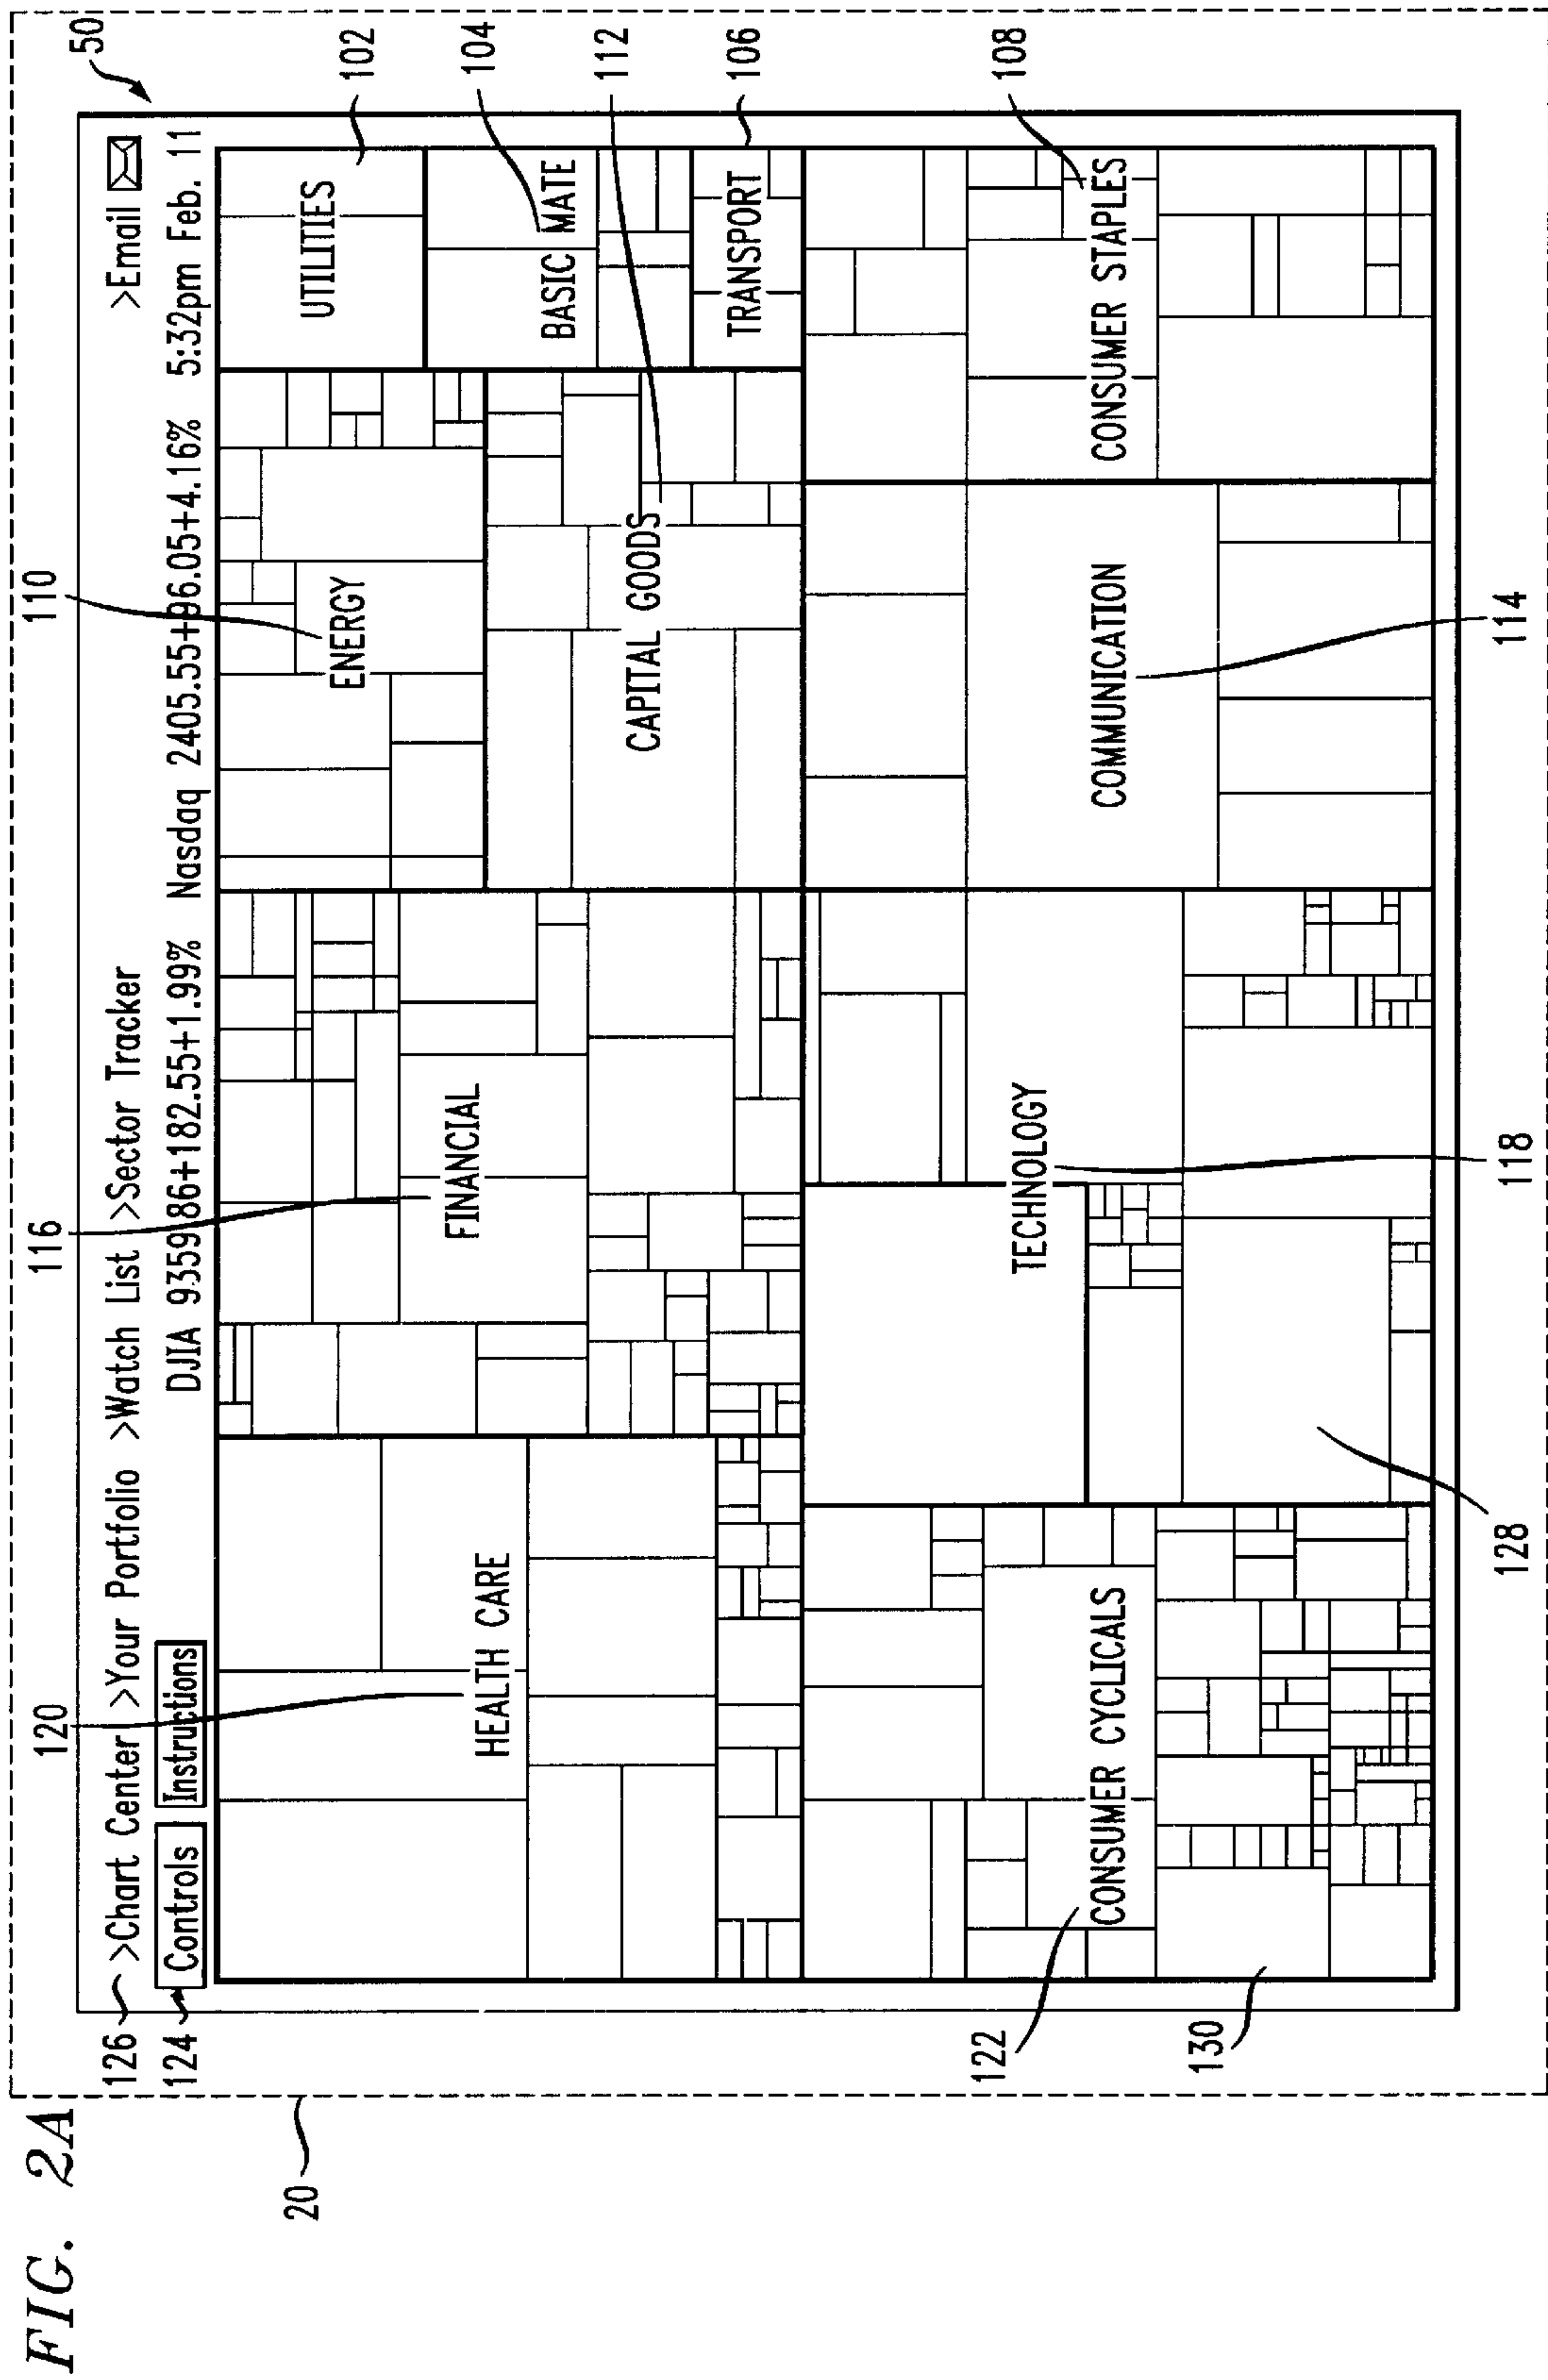 FIG. 2A
20
50
126
>Chart Center >Your Portfolio >Watch List >Sector Tracker >Email
124
Controls Instructions DJIA 9359.86+182.55+1.99% Nasdaq 2405.55+96.05+4.16% 5:32pm Feb. 11
120
116
110
102
104
112
106
108
HEALTH CARE
FINANCIAL
ENERGY
UTILITIES
CAPITAL GOODS
BASIC MATE
TRANSPORT
CONSUMER CYCLICALS
TECHNOLOGY
COMMUNICATION
CONSUMER STAPLES
122
130
128
118
114